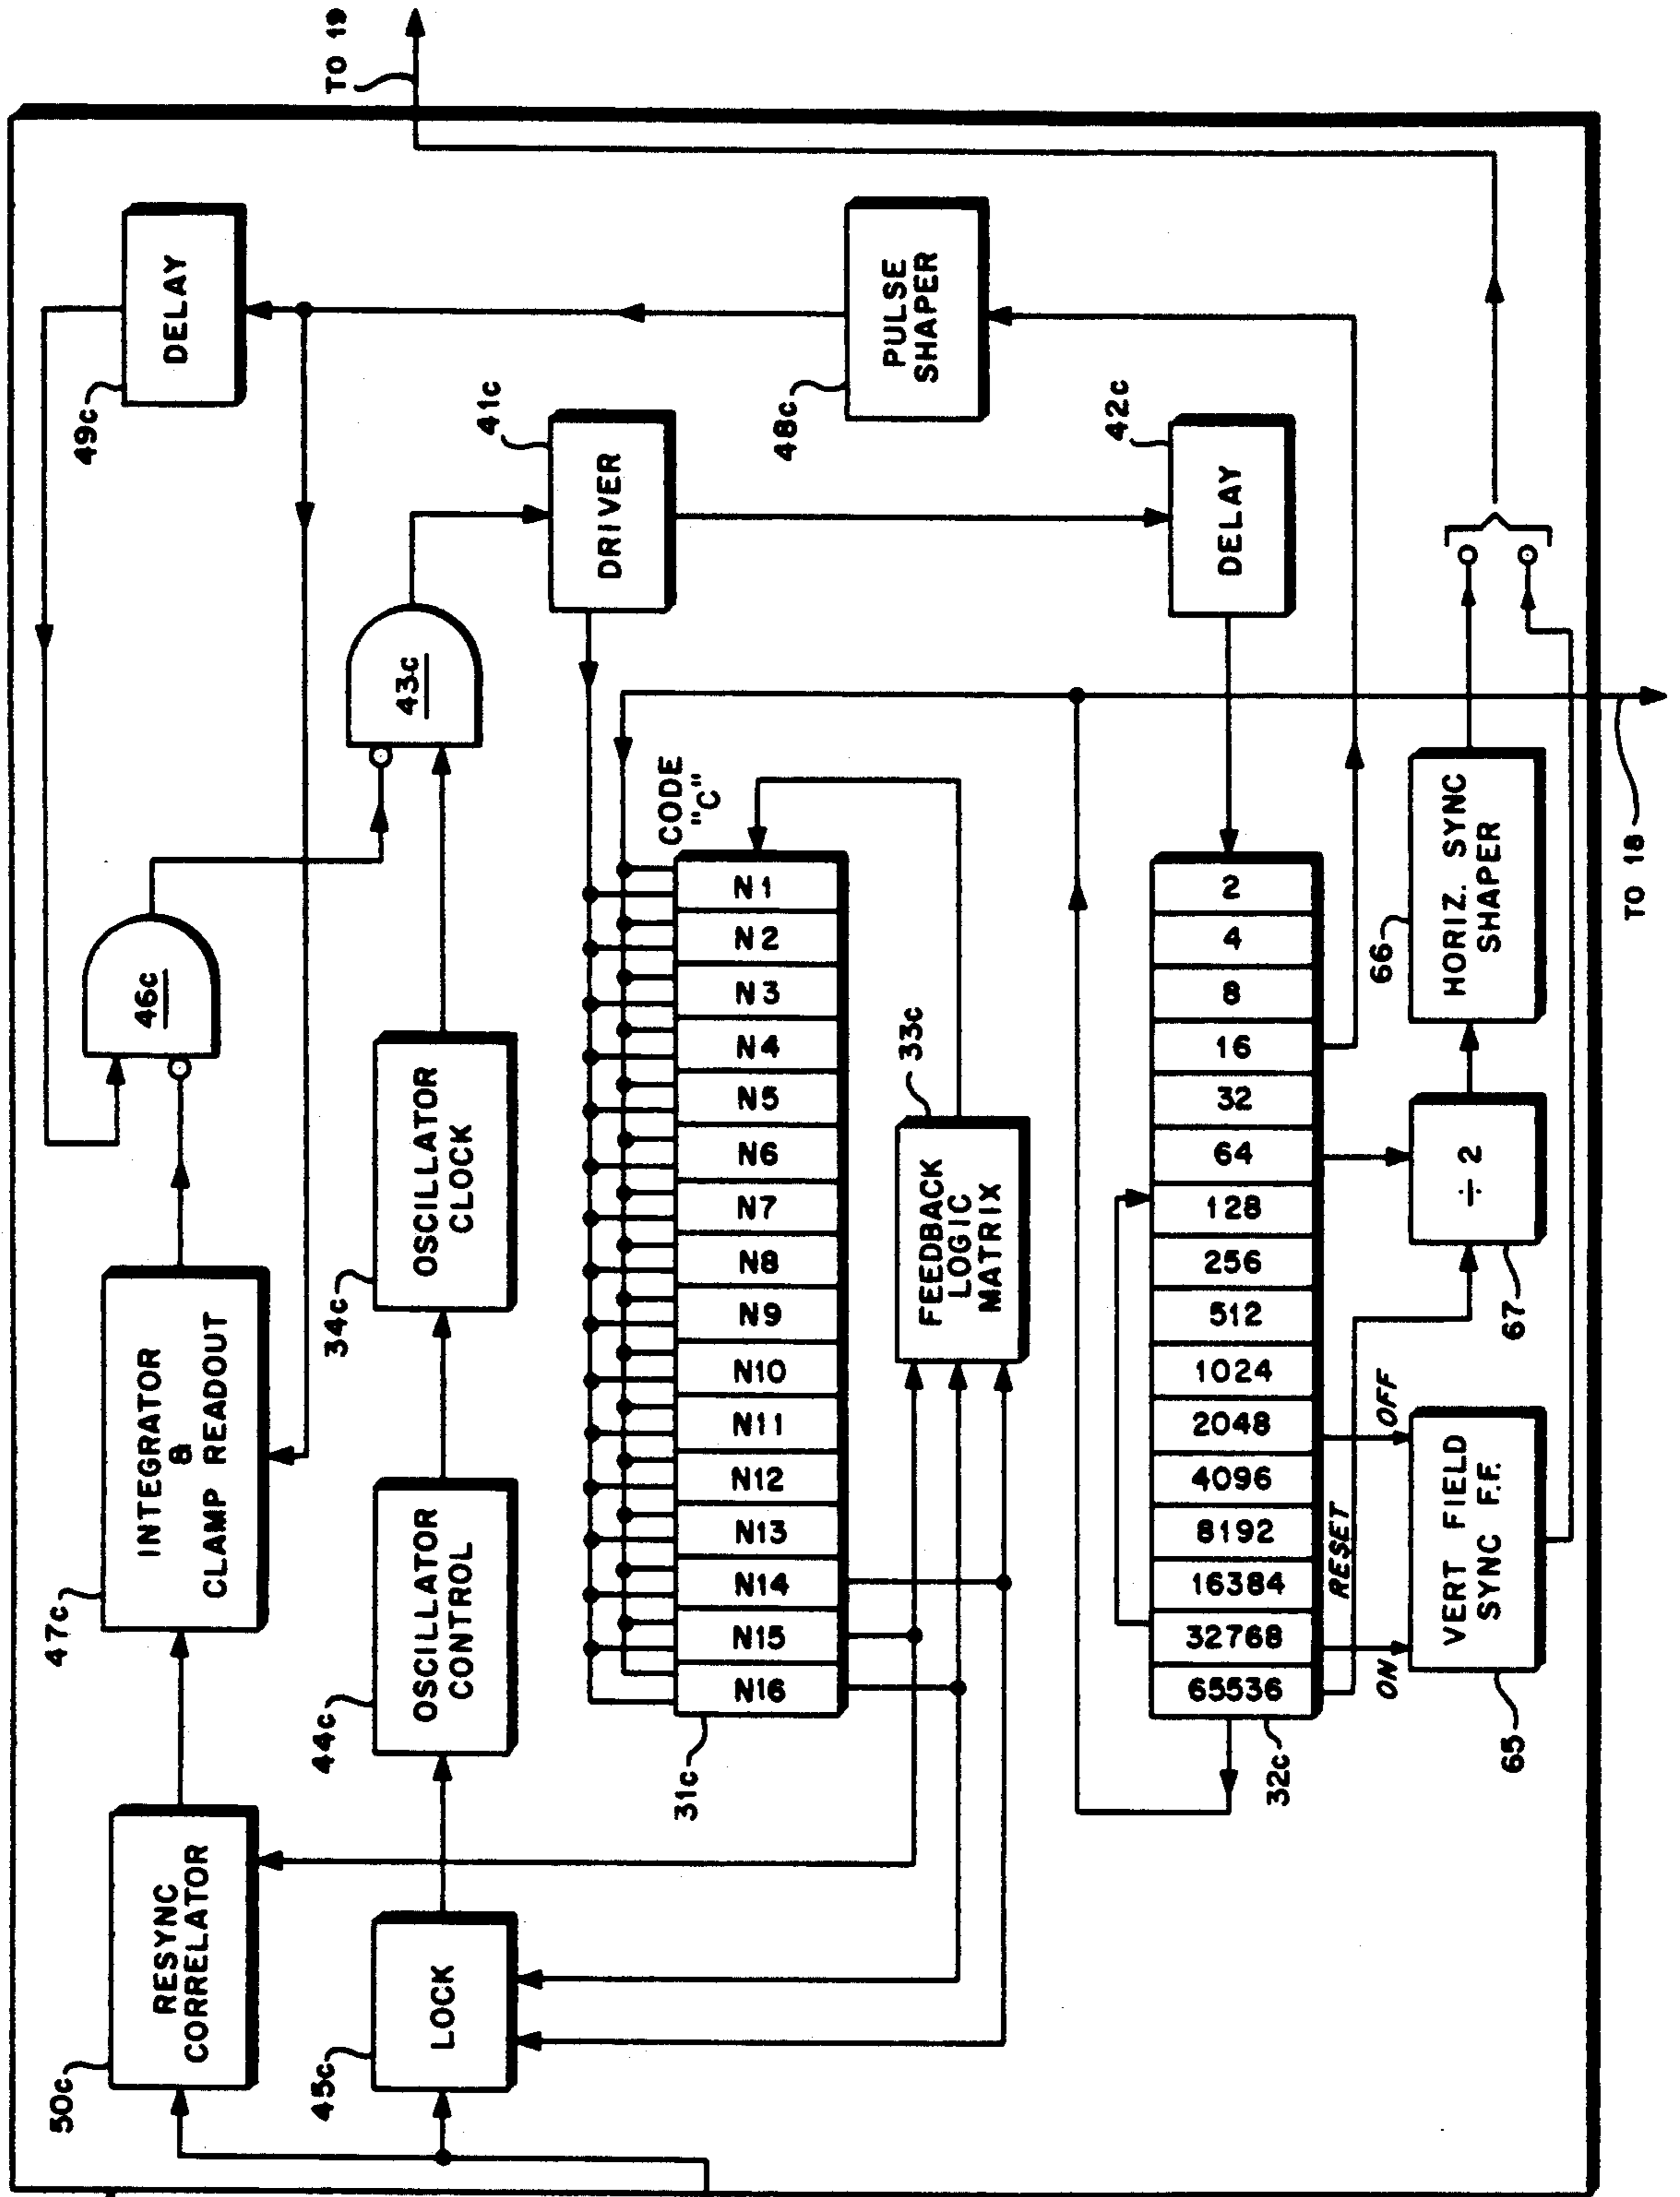 TO 19
49c
DELAY
47c
INTEGRATOR
&
CLAMP READOUT
46c
50c
RESYNC
CORRELATOR
45c
LOCK
44c
OSCILLATOR
CONTROL
34c
OSCILLATOR
CLOCK
43c
41c
DRIVER
48c
PULSE
SHAPER
CODE
"C"
31c
N16
N15
N14
N13
N12
N11
N10
N9
N8
N7
N6
N5
N4
N3
N2
N1
33c
FEEDBACK
LOGIC
MATRIX
42c
DELAY
32c
65536
32768
16384
8192
4096
2048
1024
512
256
128
64
32
16
8
4
2
RESET
ON
OFF
65
VERT FIELD
SYNC F.F.
67
÷ 2
66
HORIZ. SYNC
SHAPER
TO 18